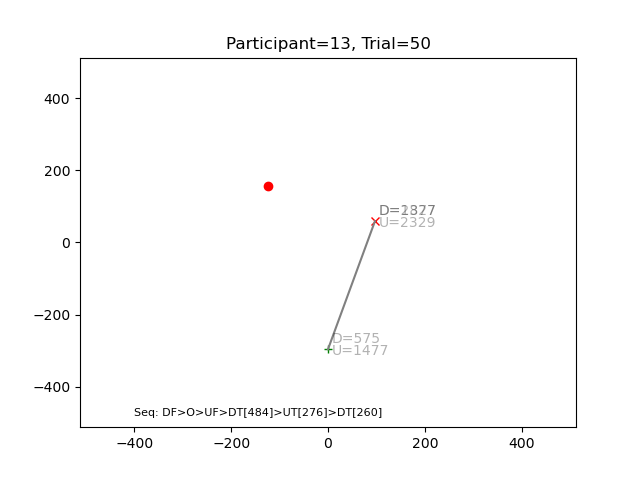 Participant=13, Trial=50
400
200
0
−200
−400
D=1827
U=2329
D=575
U=1477
Seq: DF>O>UF>DT[484]>UT[276]>DT[260]
−400 −200 0 200 400